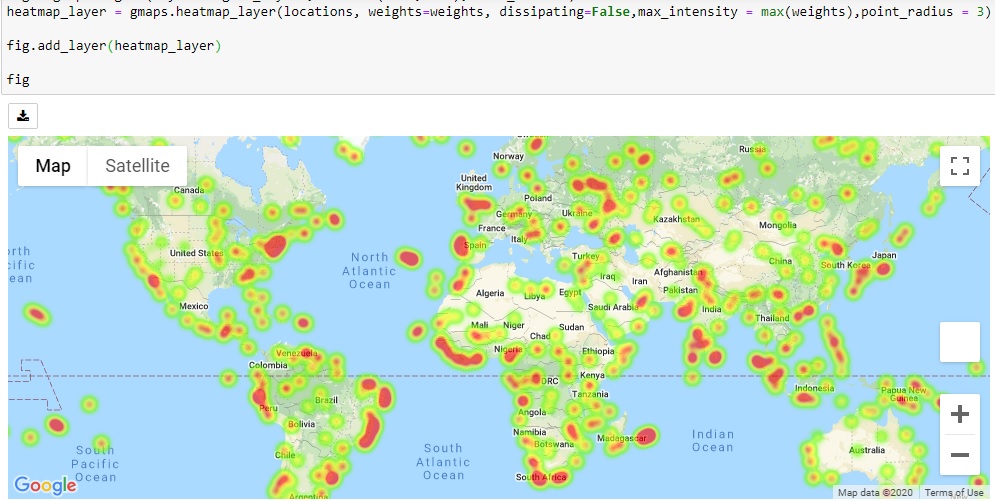 heatmap_layer = gmaps.heatmap_layer(locations, weights=weights, dissipating=False,max_intensity = max(weights),point_radius = 3)
fig.add_layer(heatmap_layer)
fig
Map Satellite
Norway
Russia
Canada
United
Kingdom
Poland
Germany
Ukraine
Kazakhstan
Mongolia
France
Italy
Spain
United States
Turkey
China
South Korea
Japan
North
Atlantic
Ocean
Iraq
Iran
Afghanistan
Pakistan
Algeria
Libya
Egypt
Saudi Arabia
India
Mexico
Mali
Niger
Chad
Sudan
Thailand
Nigeria
Ethiopia
Venezuela
Colombia
Kenya
DRC
Indonesia
Papua New
Guinea
Tanzania
Peru
Brazil
Angola
Bolivia
Namibia
Botswana
Madagascar
Indian
Ocean
Australia
Chile
South
Pacific
Ocean
South
Atlantic
Ocean
South Africa
Argentina
Google
Map data ©2020 Terms of Use